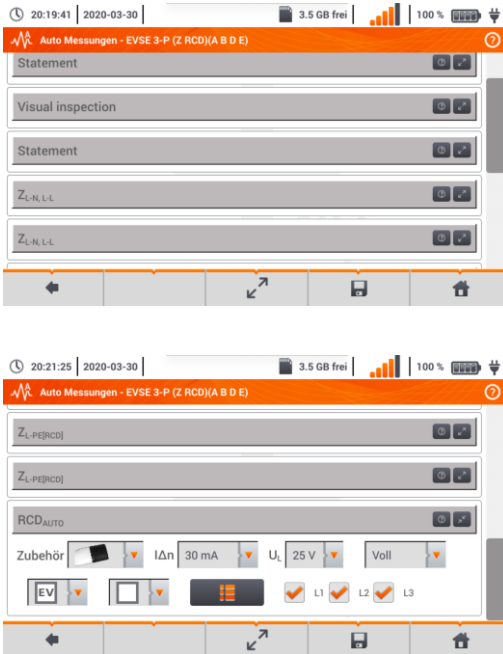 20:19:41 2020-03-30 3.5 GB frei 100 %
Auto Messungen - EVSE 3-P (Z RCD)(A B D E)
Statement
Visual inspection
Statement
ZL-N, L-L
ZL-N, L-L
20:21:25 2020-03-30 3.5 GB frei 100 %
Auto Messungen - EVSE 3-P (Z RCD)(A B D E)
ZL-PE[RCD]
ZL-PE[RCD]
RCDAUTO
Zubehör IΔn 30 mA UL 25 V Voll
EV L1 L2 L3